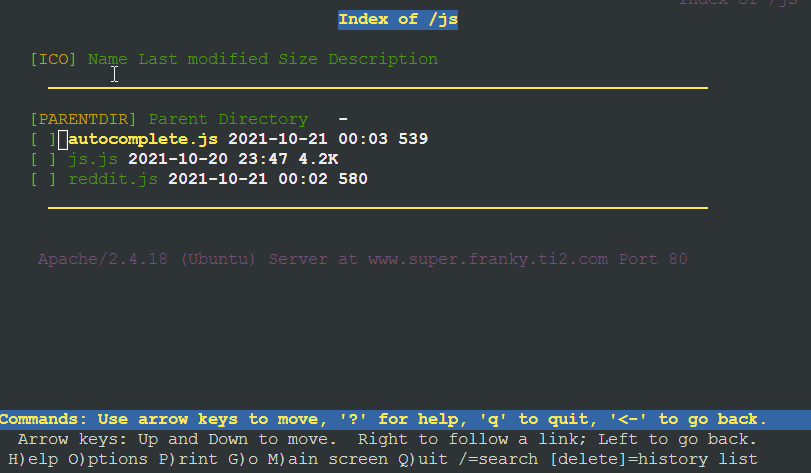 Index of /js
Index of /js
[ICO] Name Last modified Size Description
[PARENTDIR] Parent Directory   -
[ ] autocomplete.js 2021-10-21 00:03 539
[ ] js.js 2021-10-20 23:47 4.2K
[ ] reddit.js 2021-10-21 00:02 580
Apache/2.4.18 (Ubuntu) Server at www.super.franky.ti2.com Port 80
Commands: Use arrow keys to move, '?' for help, 'q' to quit, '<-' to go back.
Arrow keys: Up and Down to move.  Right to follow a link; Left to go back.
H)elp O)ptions P)rint G)o M)ain screen Q)uit /=search [delete]=history list